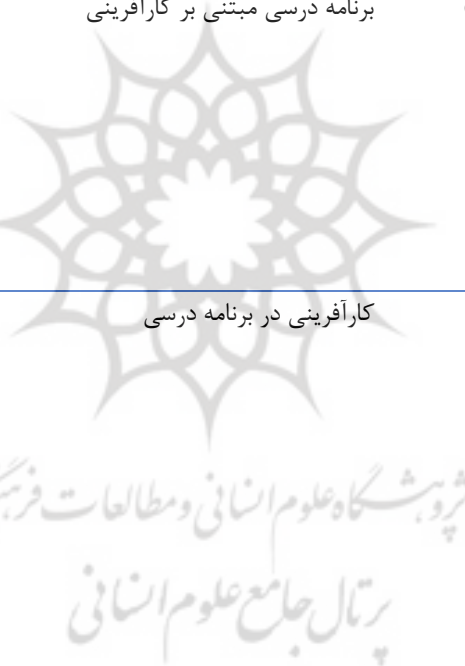 برنامه درسی مبتنی بر کارآفرینی
کارآفرینی در برنامه درسی
پژوهشگاه علوم انسانی و مطالعات فرهنگی
پرتال جامع علوم انسانی